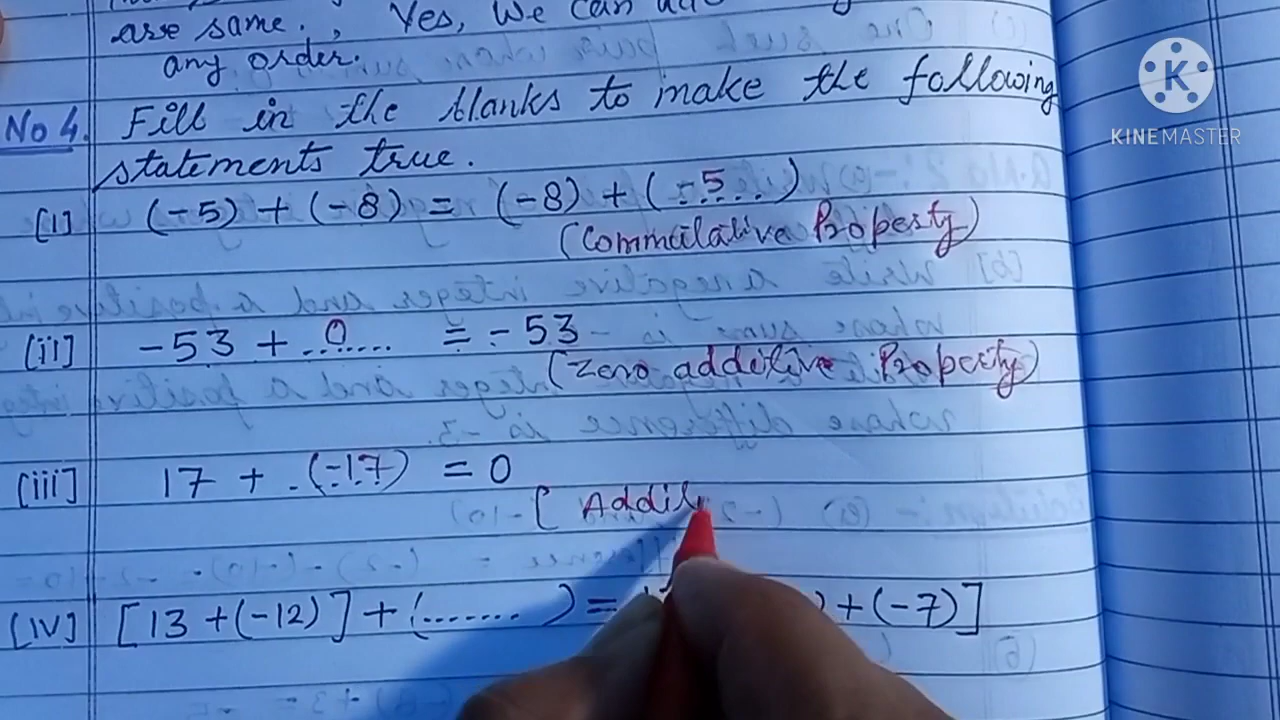 are same., Yes, we can
any order.
KINEMASTER
No 4. Fill in the blanks to make the following
statements true.
[i] (-5) + (-8) = (-8) + (-5)
(Commulative Property)
[ii] -53 + ...0... = -53
(Zero additive Property)
[iii] 17 + (-17) = 0
[ Additi
[iv] [13 + (-12)] + (.......) = ) + (-7)]